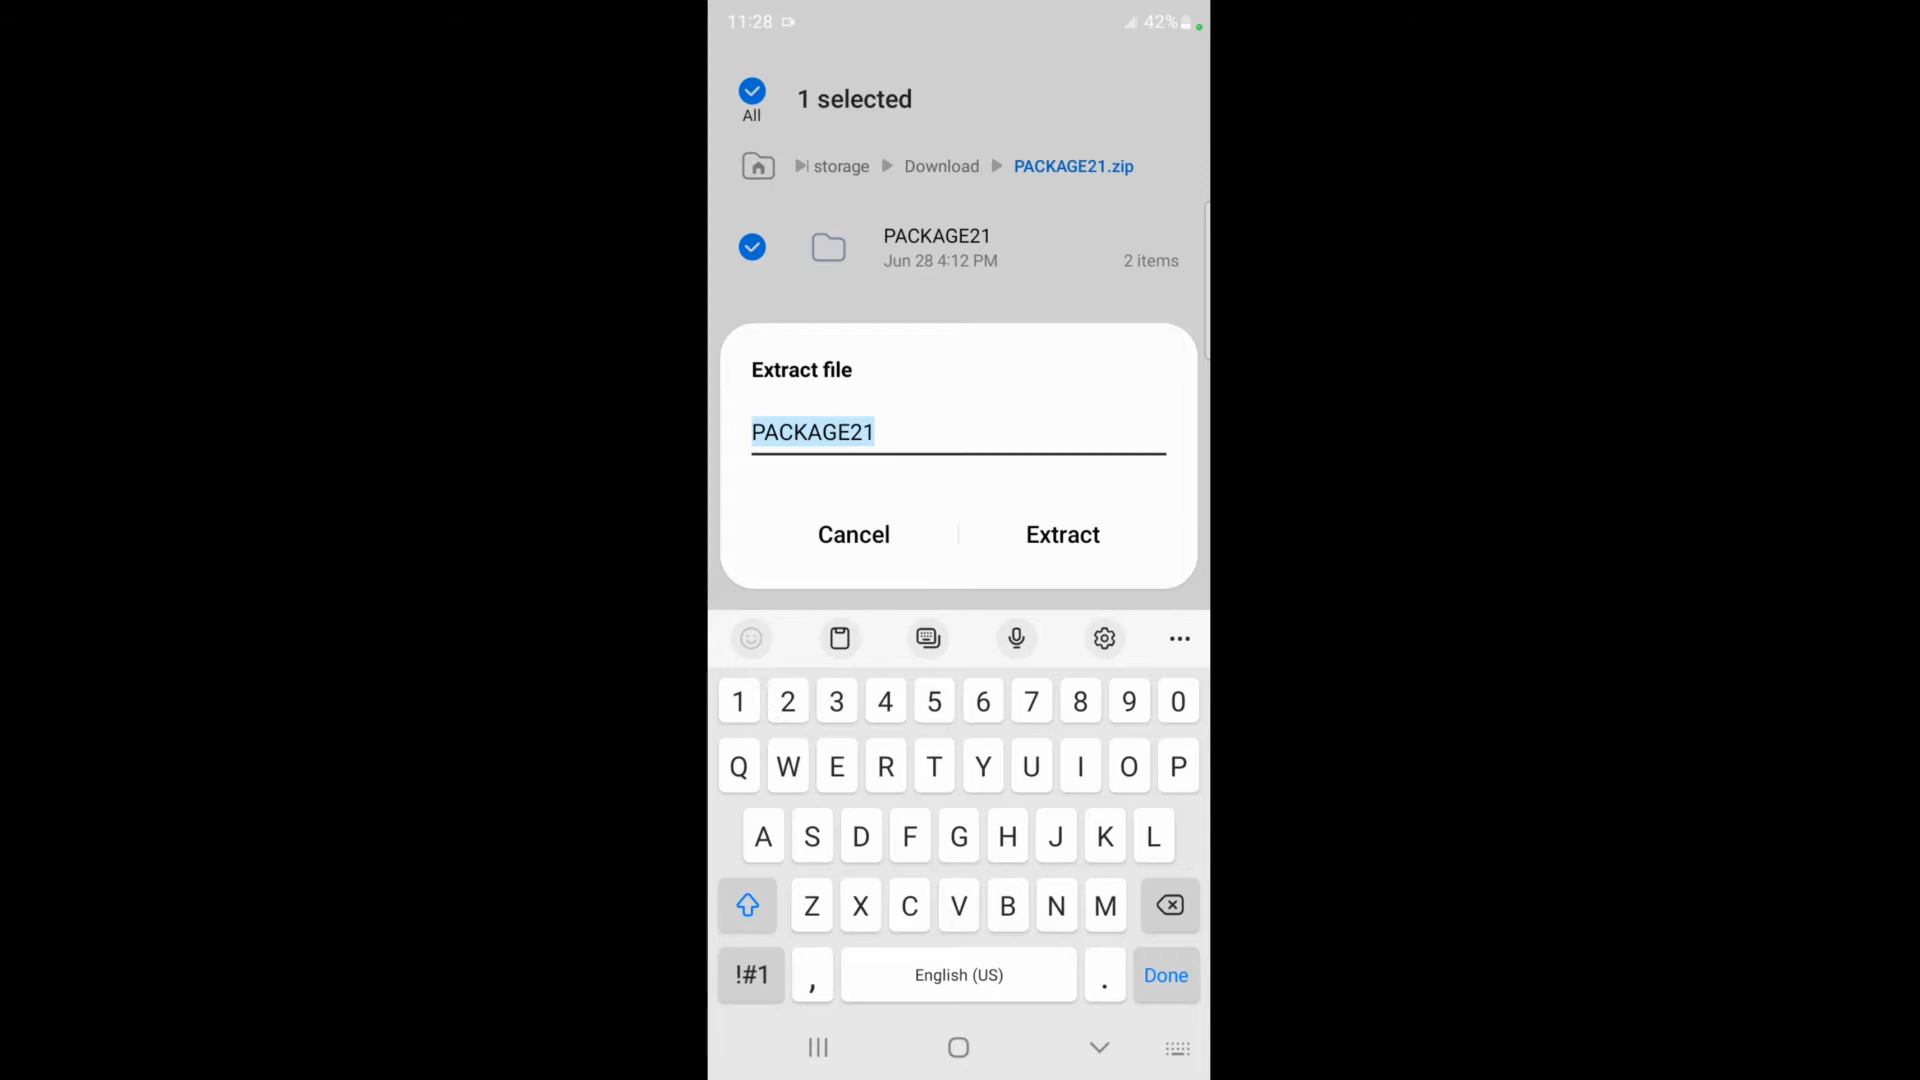 11:28 42%
1 selected
All
storage Download PACKAGE21.zip
PACKAGE21
Jun 28 4:12 PM 2 items
Extract file
PACKAGE21
Cancel Extract
1 2 3 4 5 6 7 8 9 0
Q W E R T Y U I O P
A S D F G H J K L
Z X C V B N M
!#1 , English (US) . Done